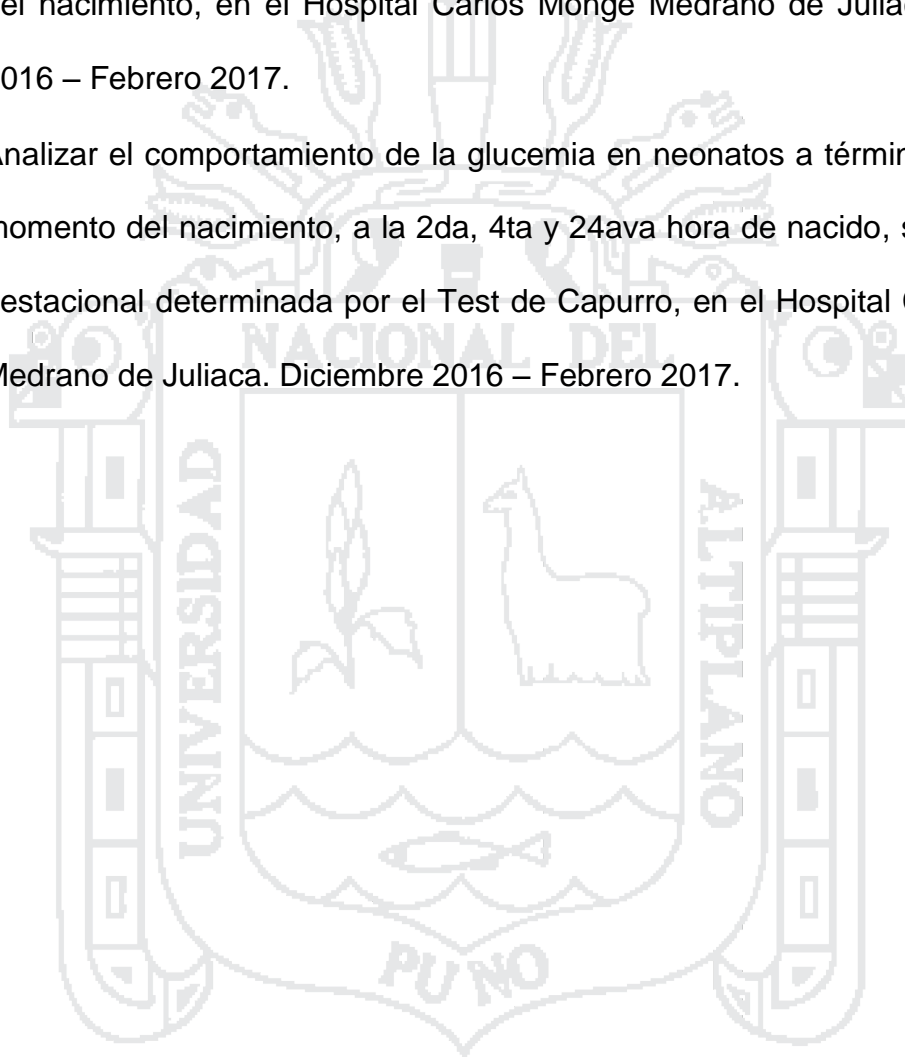 el nacimiento, en el Hospital Carlos Monge Medrano de Juliac
016 – Febrero 2017.
Analizar el comportamiento de la glucemia en neonatos a términ
momento del nacimiento, a la 2da, 4ta y 24ava hora de nacido, s
estacional determinada por el Test de Capurro, en el Hospital C
Medrano de Juliaca. Diciembre 2016 – Febrero 2017.
NACIONAL DEL
UNIVERSIDAD
ALTIPLANO
PUNO